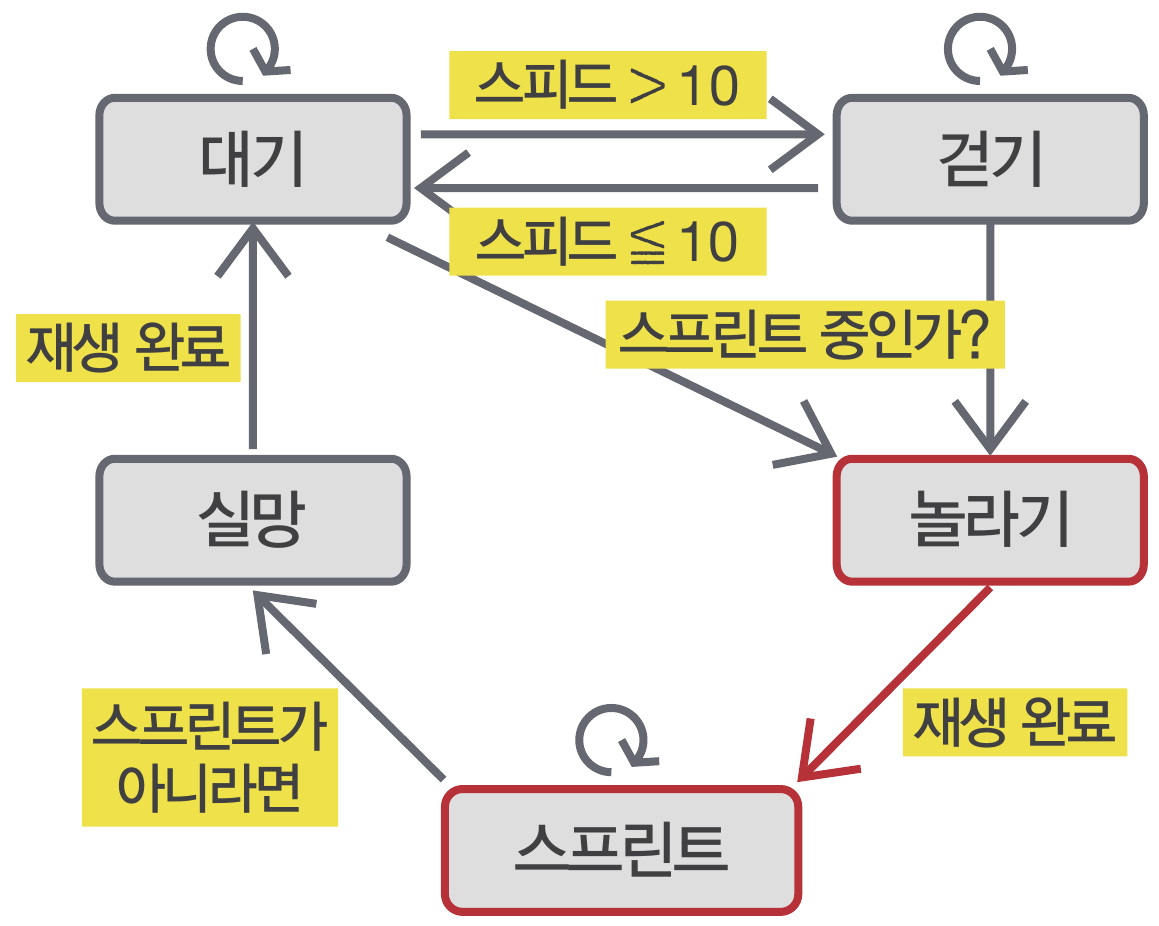 스피드 > 10
대기
걷기
스피드 ≦ 10
스프린트 중인가?
재생 완료
실망
놀라기
스프린트가
아니라면
재생 완료
스프린트